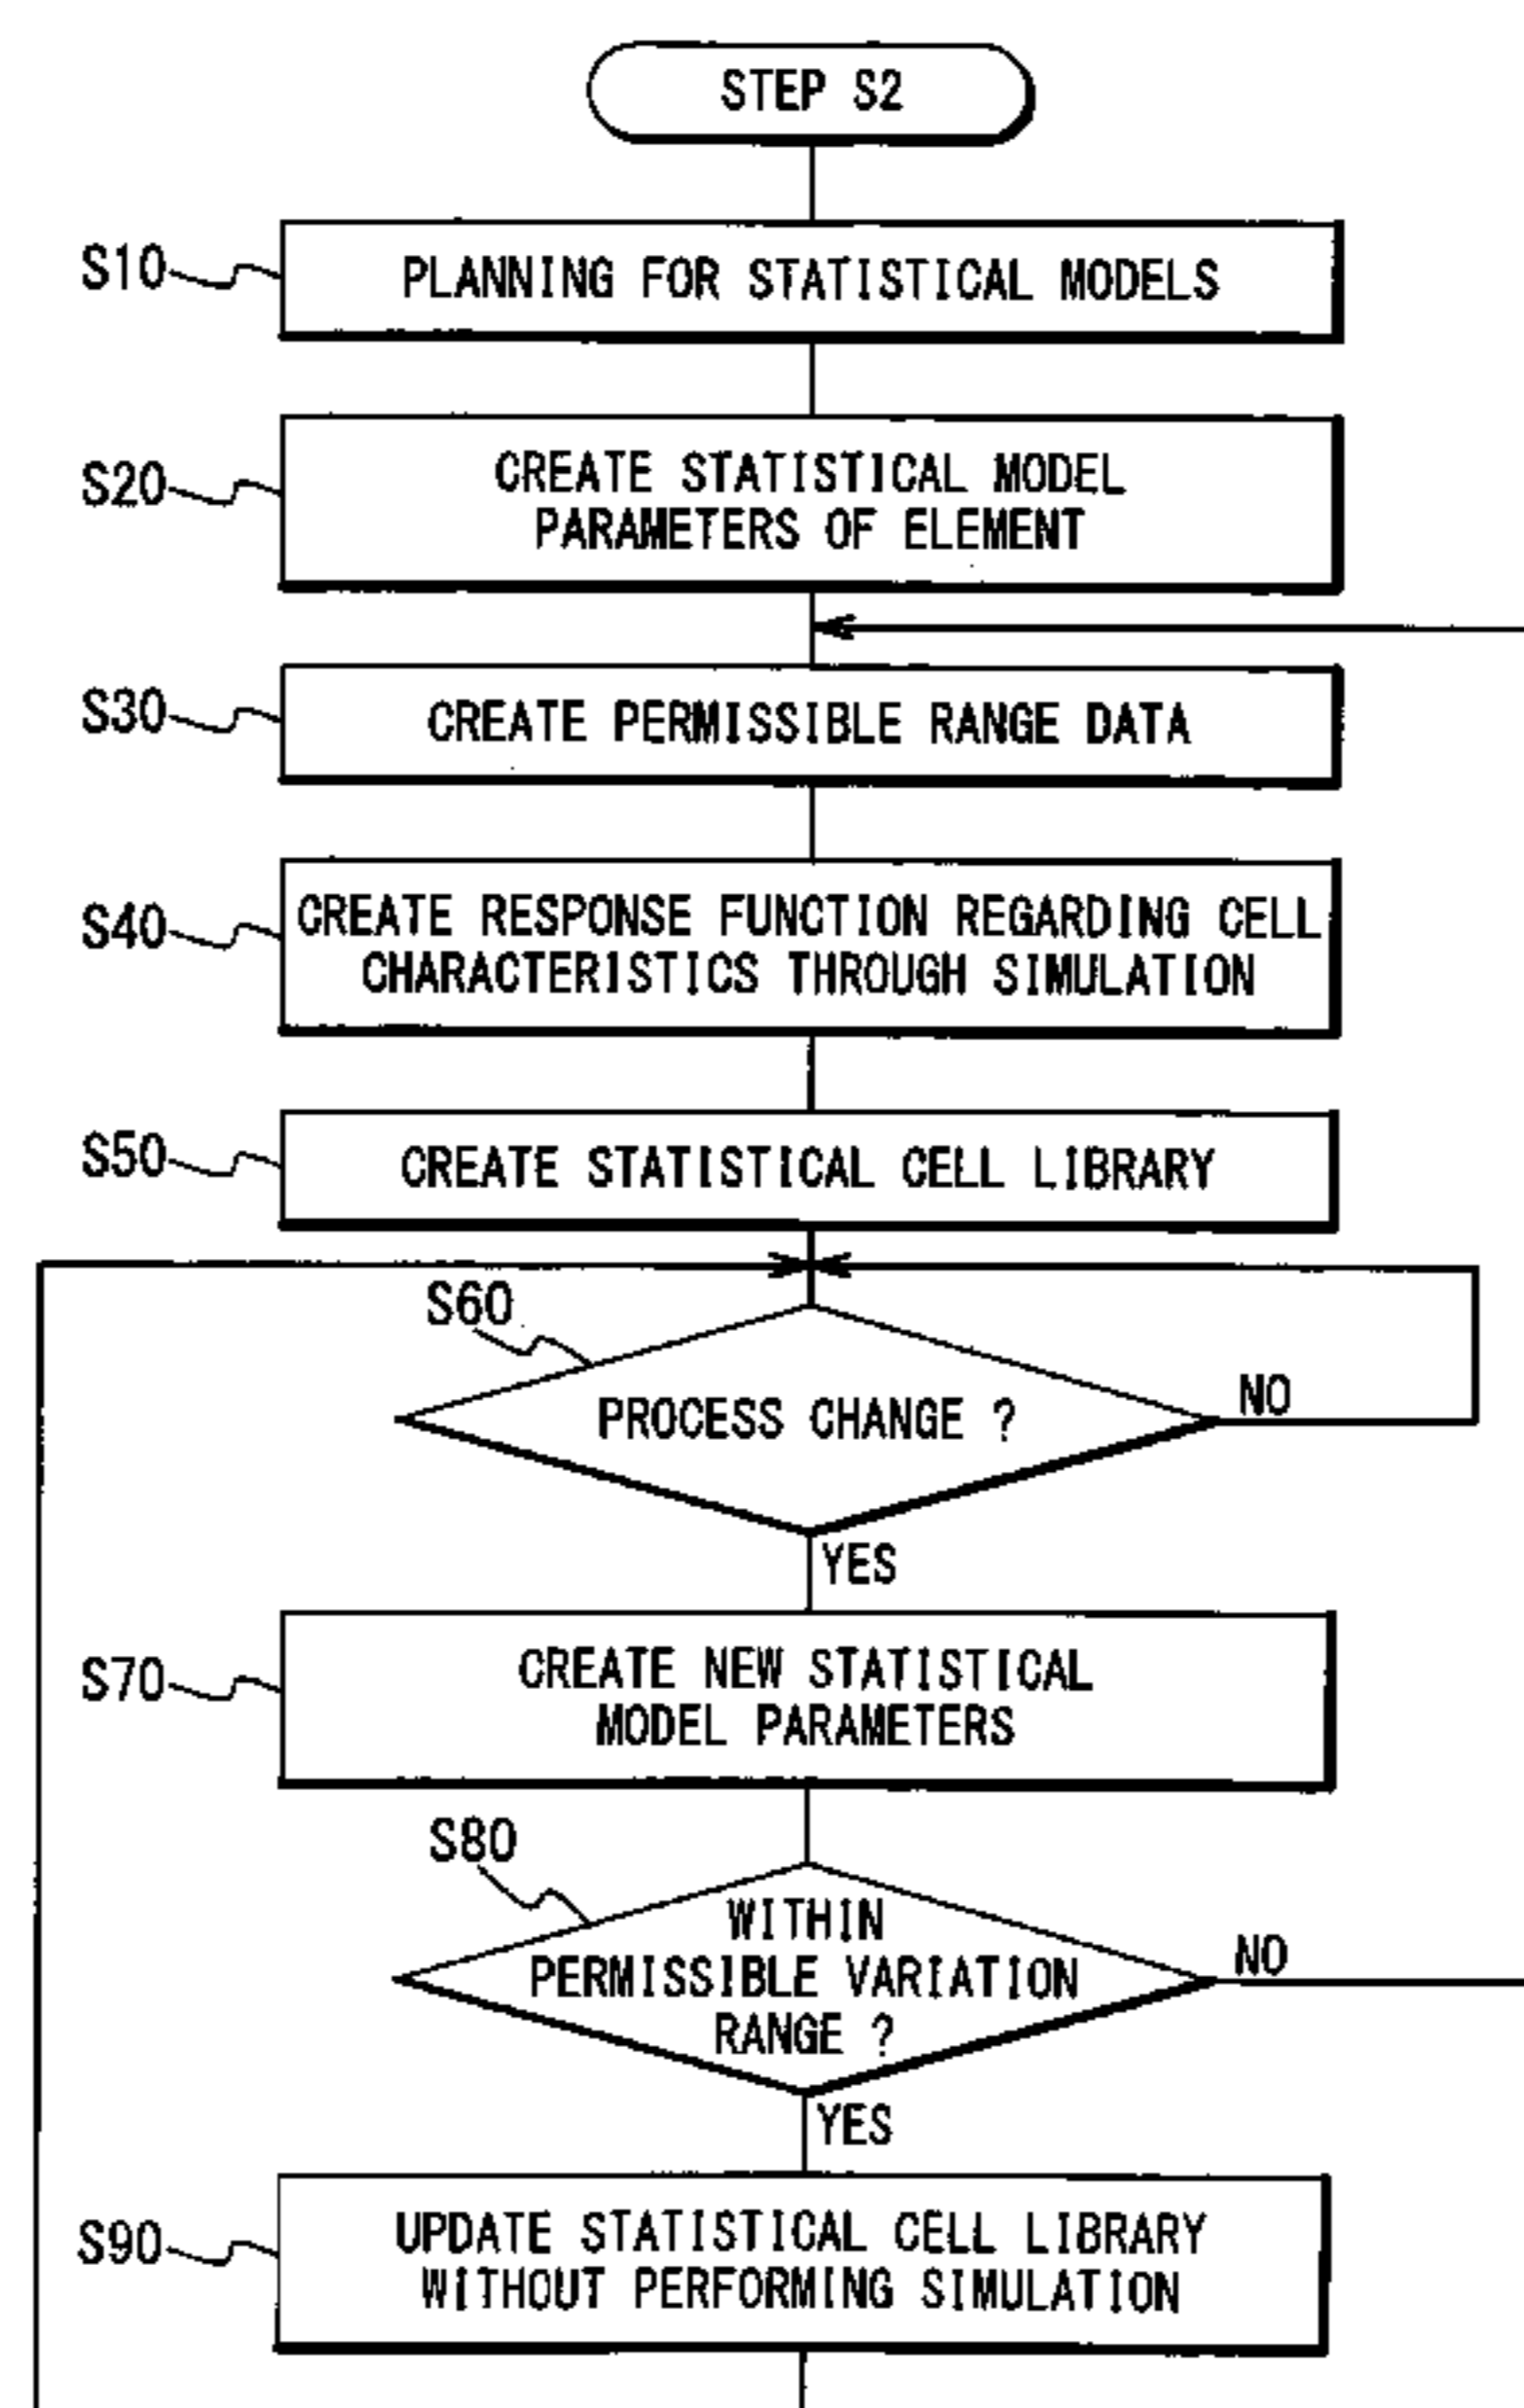 STEP S2
S10
PLANNING FOR STATISTICAL MODELS
S20
CREATE STATISTICAL MODEL
PARAMETERS OF ELEMENT
S30
CREATE PERMISSIBLE RANGE DATA
S40
CREATE RESPONSE FUNCTION REGARDING CELL
CHARACTERISTICS THROUGH SIMULATION
S50
CREATE STATISTICAL CELL LIBRARY
S60
PROCESS CHANGE ?
NO
YES
S70
CREATE NEW STATISTICAL
MODEL PARAMETERS
S80
WITHIN
PERMISSIBLE VARIATION
RANGE ?
NO
YES
S90
UPDATE STATISTICAL CELL LIBRARY
WITHOUT PERFORMING SIMULATION